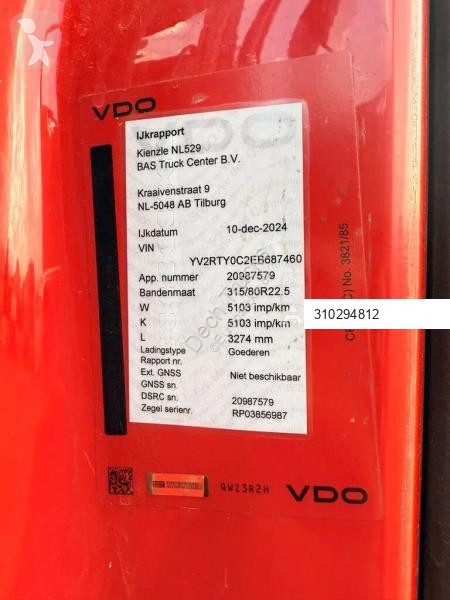 VDO
IJkrapport
Kienzle NL529
BAS Truck Center B.V.
Kraaivenstraat 9
NL-5048 AB Tilburg
IJkdatum 10-dec-2024
VIN
YV2RTY0C2EB687460
App. nummer 20987579
Bandenmaat 315/80R22.5
W 5103 imp/km
K 5103 imp/km
L 3274 mm
Ladingstype Goederen
Rapport nr.
Ext. GNSS Niet beschikbaar
GNSS sn.
DSRC sn. 20987579
Zegel serienr. RP03856987
No. 3821/85
310294812
QWZ3R2H
VDO